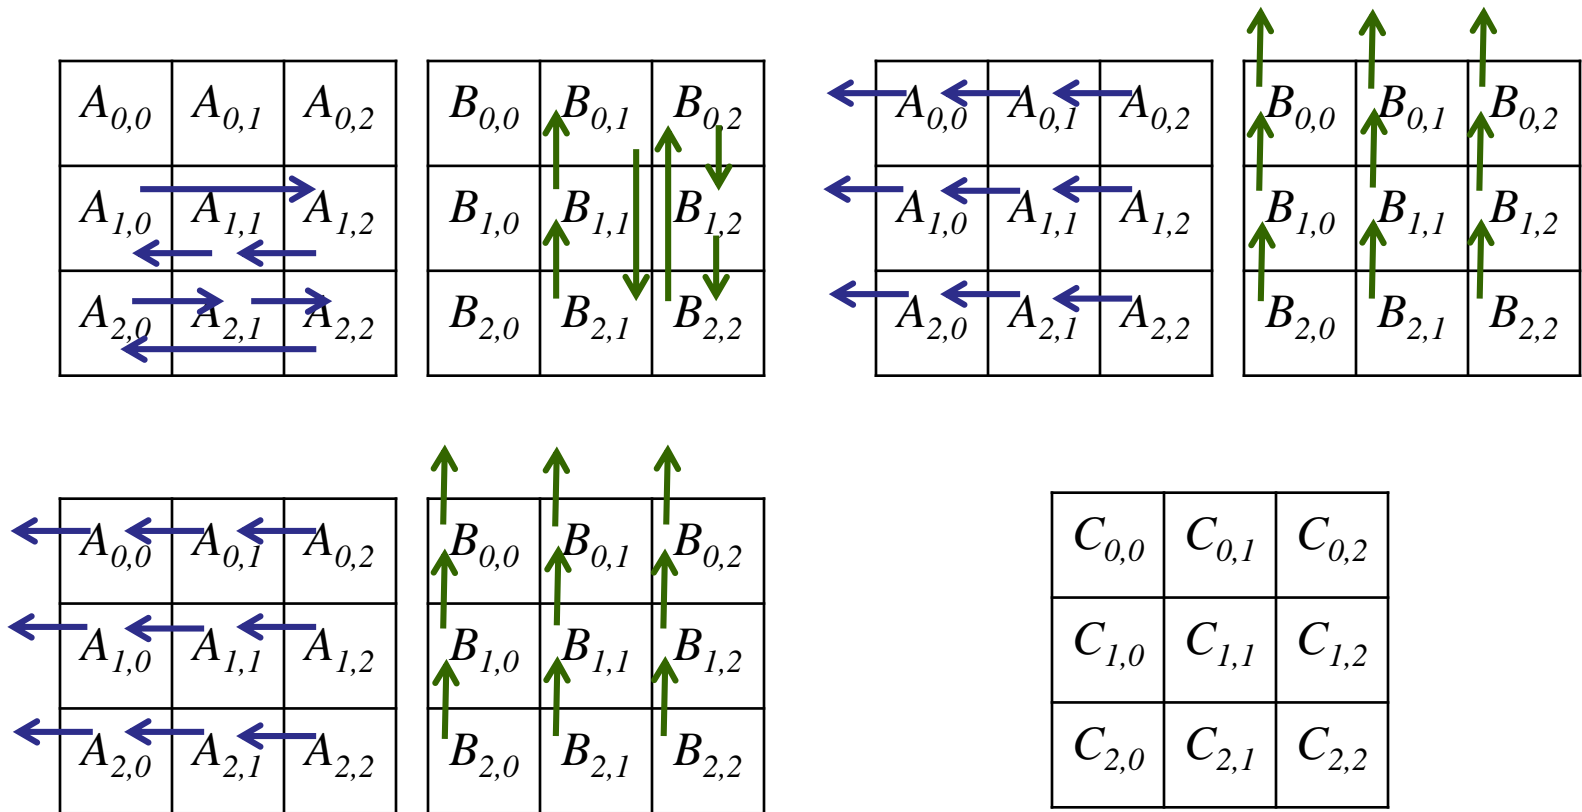 A0,0 A0,1 A0,2 B0,0 B0,1 B0,2 A0,0 A0,1 A0,2 B0,0 B0,1 B0,2
A1,0 A1,1 A1,2 B1,0 B1,1 B1,2 A1,0 A1,1 A1,2 B1,0 B1,1 B1,2
A2,0 A2,1 A2,2 B2,0 B2,1 B2,2 A2,0 A2,1 A2,2 B2,0 B2,1 B2,2
A0,0 A0,1 A0,2 B0,0 B0,1 B0,2 C0,0 C0,1 C0,2
A1,0 A1,1 A1,2 B1,0 B1,1 B1,2 C1,0 C1,1 C1,2
A2,0 A2,1 A2,2 B2,0 B2,1 B2,2 C2,0 C2,1 C2,2